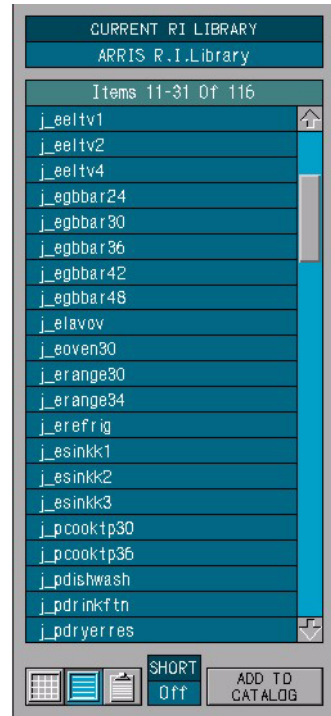 CURRENT RI LIBRARY
ARRIS R.I.Library
Items 11-31 Of 116
j_eeltv1
j_eeltv2
j_eeltv4
j_egbbar24
j_egbbar30
j_egbbar36
j_egbbar42
j_egbbar48
j_elavov
j_eoven30
j_erange30
j_erange34
j_erefrig
j_esinkk1
j_esinkk2
j_esinkk3
j_pcooktp30
j_pcooktp36
j_pdishwash
j_pdrinkftn
j_pdryerres
SHORT
Off
ADD TO
CATALOG